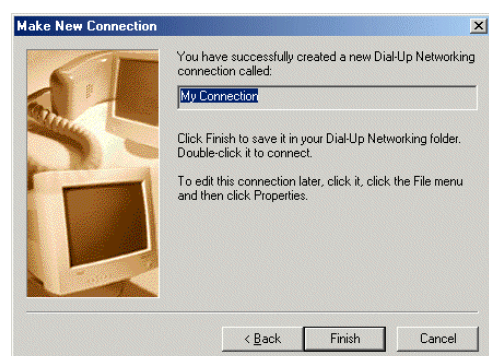 Make New Connection
You have successfully created a new Dial-Up Networking
connection called:
My Connection
Click Finish to save it in your Dial-Up Networking folder.
Double-click it to connect.
To edit this connection later, click it, click the File menu
and then click Properties.
< Back
Finish
Cancel